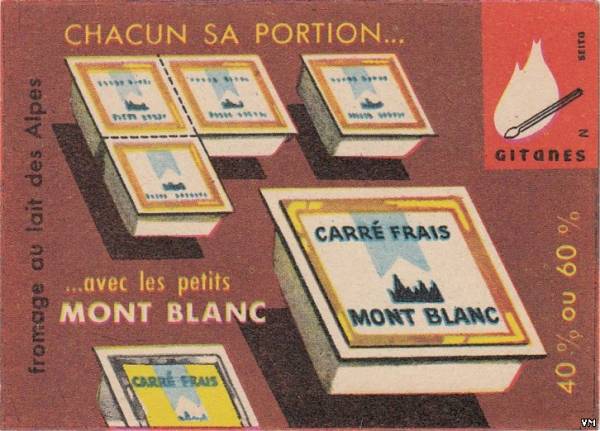 CHACUN SA PORTION...
fromage au lait des Alpes
SEITA
N
GITANES
CARRÉ FRAIS
MONT BLANC
...avec les petits
MONT BLANC
40 % ou 60 %
CARRÉ FRAIS
VM